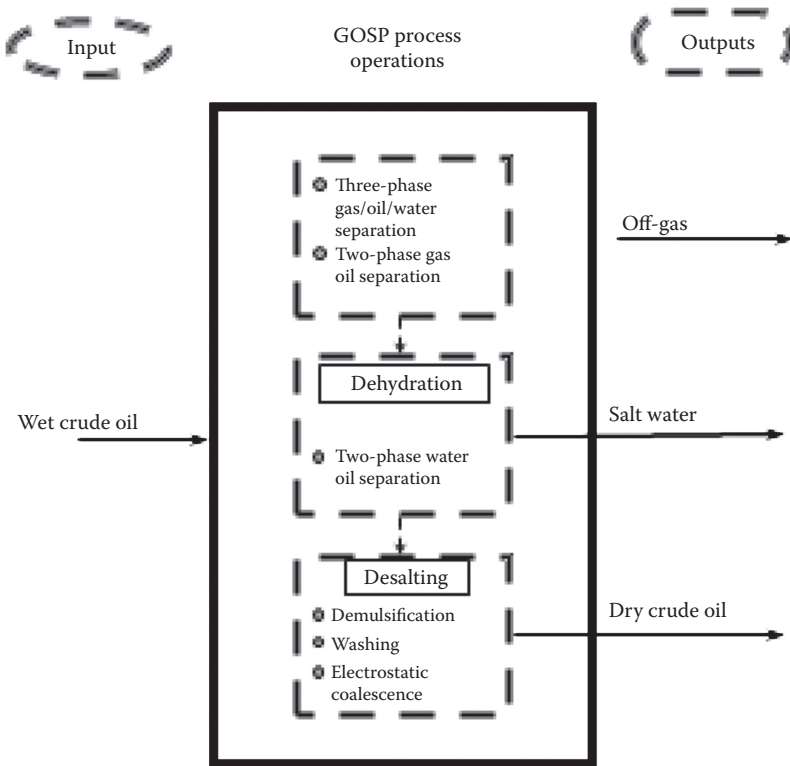 Input
GOSP process
operations
Outputs
Three-phase
gas/oil/water
separation
Two-phase gas
oil separation
Off-gas
Dehydration
Wet crude oil
Salt water
Two-phase water
oil separation
Desalting
Demulsification
Washing
Electrostatic
coalescence
Dry crude oil